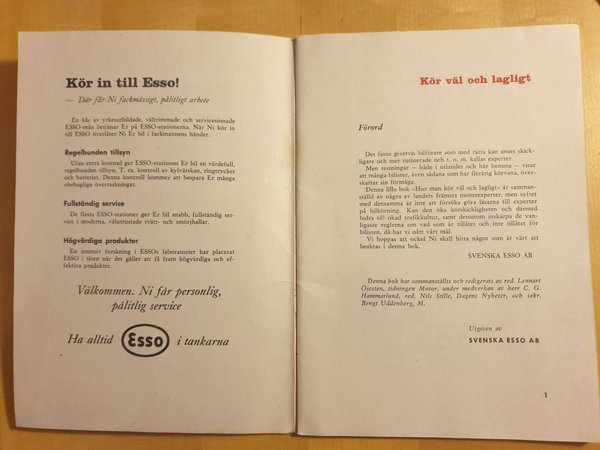 Kör in till Esso!
— Där får Ni fackmässigt, pålitligt arbete
En kår av yrkesutbildade, vältrimmade och servicesinnade
ESSO-män betjänar Er på ESSO-stationerna. När Ni kör in
till ESSO överlåter Ni Er bil i fackmannens händer.
Regelbunden tillsyn
Utan extra kostnad ger ESSO-stationen Er bil en värdefull,
regelbunden tillsyn. T. ex. kontroll av kylvätskan, ringtrycket
och batteriet. Denna kontroll kommer att bespara Er många
obehagliga överraskningar.
Fullständig service
De flesta ESSO-stationer ger Er bil snabb, fullständig ser-
vice i moderna, välutrustade tvätt- och smörjhallar.
Högvärdiga produkter
En intensiv forskning i ESSOs laboratorier har placerat
ESSO i täten när det gäller att få fram högvärdiga och ef-
fektiva produkter.
Välkommen. Ni får personlig,
pålitlig service
Ha alltid Esso i tankarna
Kör väl och lagligt
Förord
Det finns givetvis bilförare som med rätta kan anses skick-
ligare och mer rutinerade och t. o. m. kallas experter.
Men testningar — både i utlandet och här hemma — visar
att många bilister, även sådana som har flerårig körvana, över-
skattar sin förmåga.
Denna lilla bok »Hur man kör väl och lagligt» är samman-
ställd av några av landets främsta motorexperter, men syftet
med densamma är inte att försöka göra läsarna till experter
på bilkörning. Kan den öka körskickligheten och därmed
bidra till ökad trafikkultur, samt dessutom inskärpa de van-
ligaste reglerna om vad som är tillåtet och inte tillåtet för
bilisten, då har vi nått vårt mål.
Vi hoppas att också Ni skall hitta något som är värt att
beaktas i denna bok.
SVENSKA ESSO AB
Denna bok har sammanställts och redigerats av red. Lennart
Öjesten, tidningen Motor, under medverkan av herr C. G.
Hammarlund, red. Nils Stille, Dagens Nyheter, och sekr.
Bengt Uddenberg, M.
Utgiven av
SVENSKA ESSO AB
1